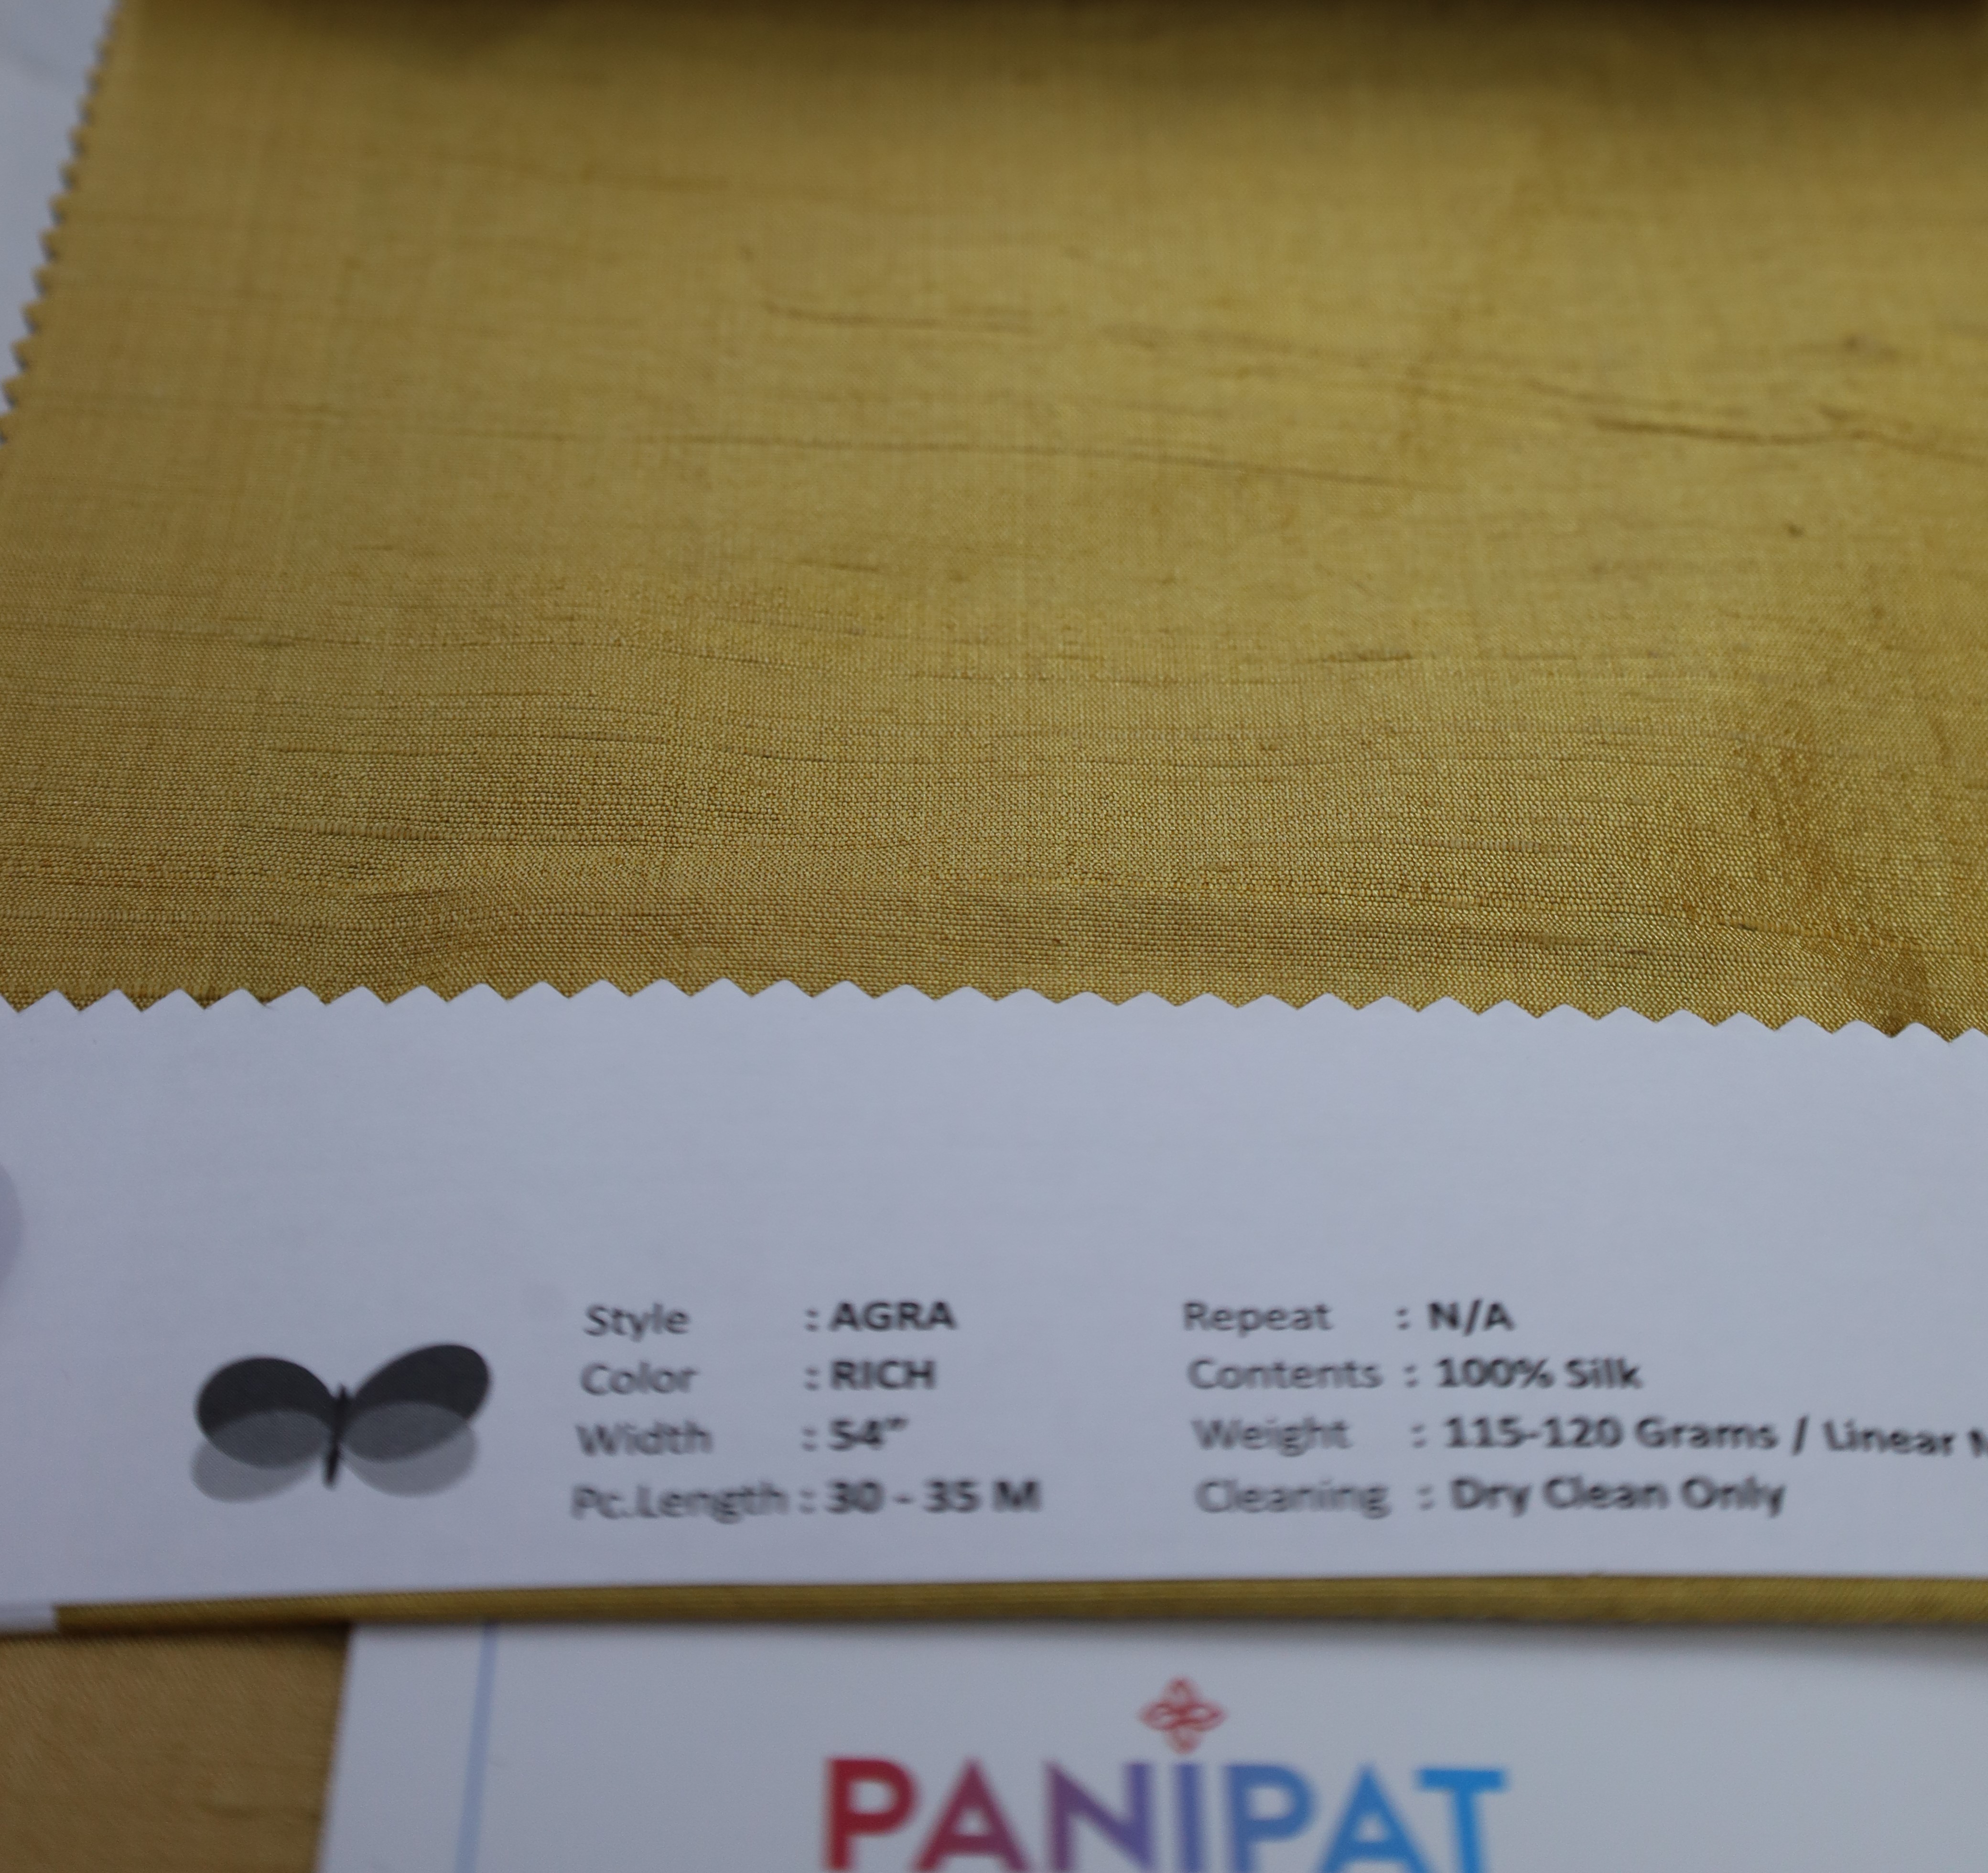 Style : AGRA
Color : RICH
Width : 54"
Pc.Length : 30 - 35 M
Repeat : N/A
Contents : 100% Silk
Weight : 115-120 Grams / Linear
Cleaning : Dry Clean Only
PANIPAT